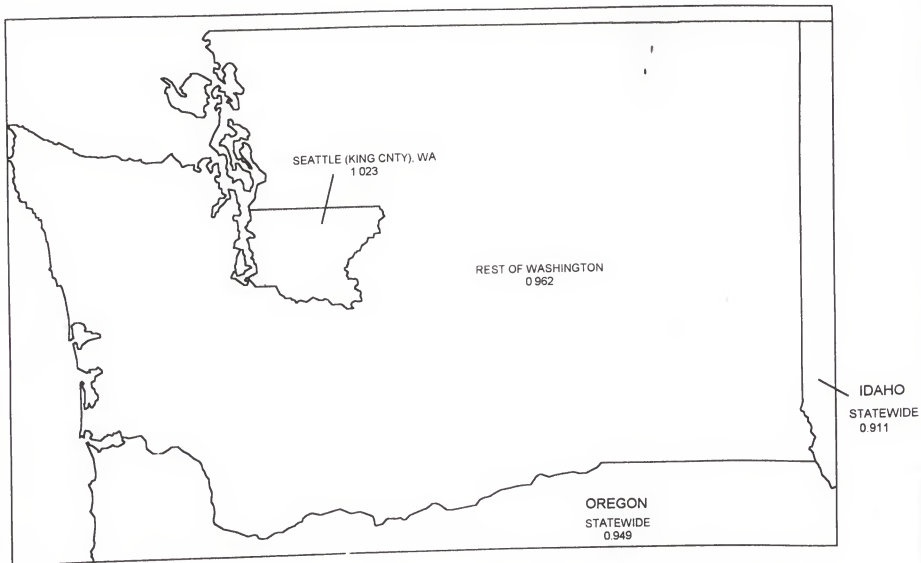 SEATTLE (KING CNTY), WA
1 023
REST OF WASHINGTON
0 962
IDAHO
STATEWIDE
0.911
OREGON
STATEWIDE
0.949